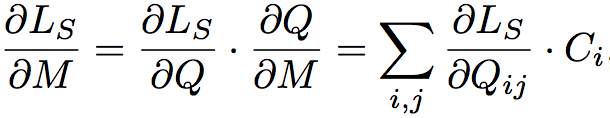 ∂L_S/∂M = ∂L_S/∂Q · ∂Q/∂M = ∑_{i,j} ∂L_S/∂Q_{ij} · C_i